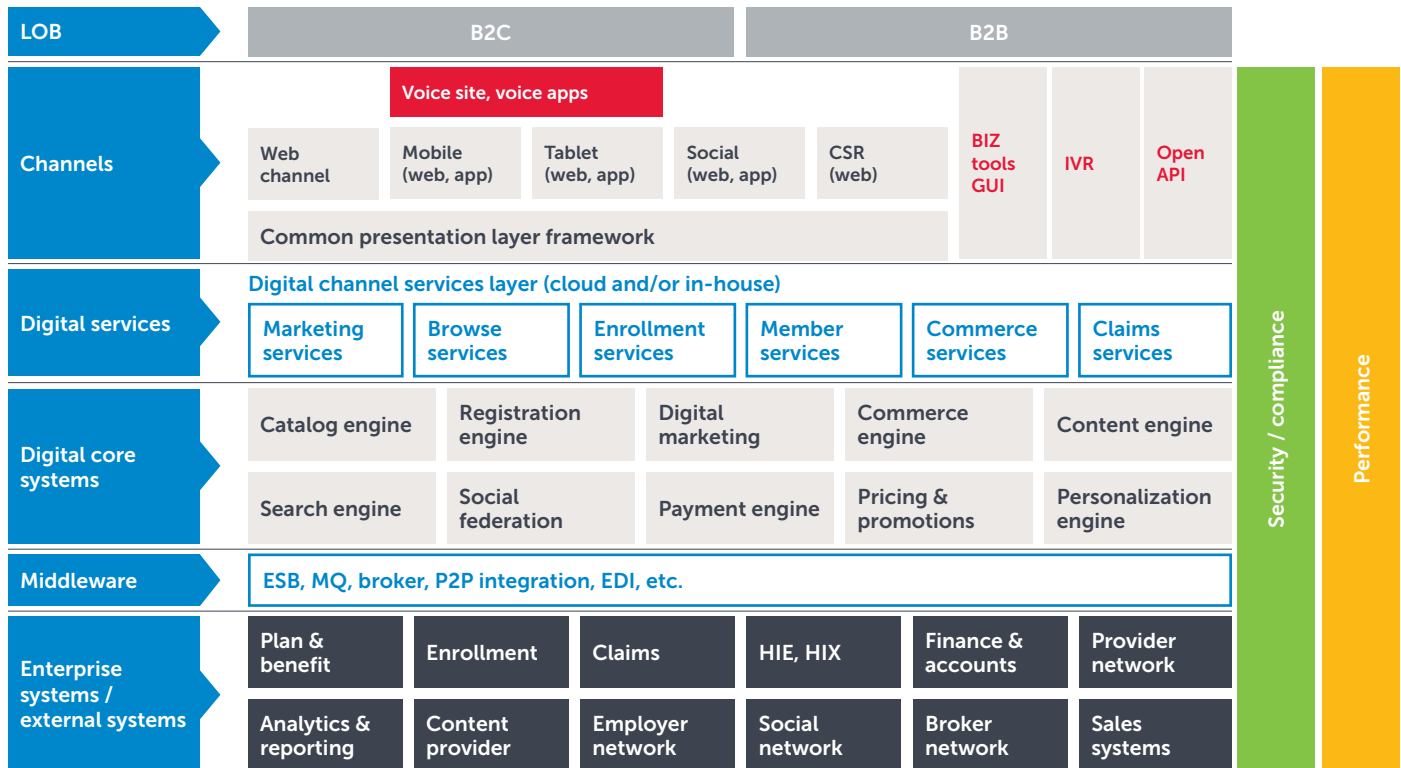 LOB
B2C
B2B
Channels
Voice site, voice apps
Web
channel
Mobile
(web, app)
Tablet
(web, app)
Social
(web, app)
CSR
(web)
BIZ
tools
GUI
IVR
Open
API
Common presentation layer framework
Digital services
Digital channel services layer (cloud and/or in-house)
Marketing
services
Browse
services
Enrollment
services
Member
services
Commerce
services
Claims
services
Digital core
systems
Catalog engine
Registration
engine
Digital
marketing
Commerce
engine
Content engine
Search engine
Social
federation
Payment engine
Pricing &
promotions
Personalization
engine
Middleware
ESB, MQ, broker, P2P integration, EDI, etc.
Enterprise
systems /
external systems
Plan &
benefit
Enrollment
Claims
HIE, HIX
Finance &
accounts
Provider
network
Analytics &
reporting
Content
provider
Employer
network
Social
network
Broker
network
Sales
systems
Security / compliance
Performance